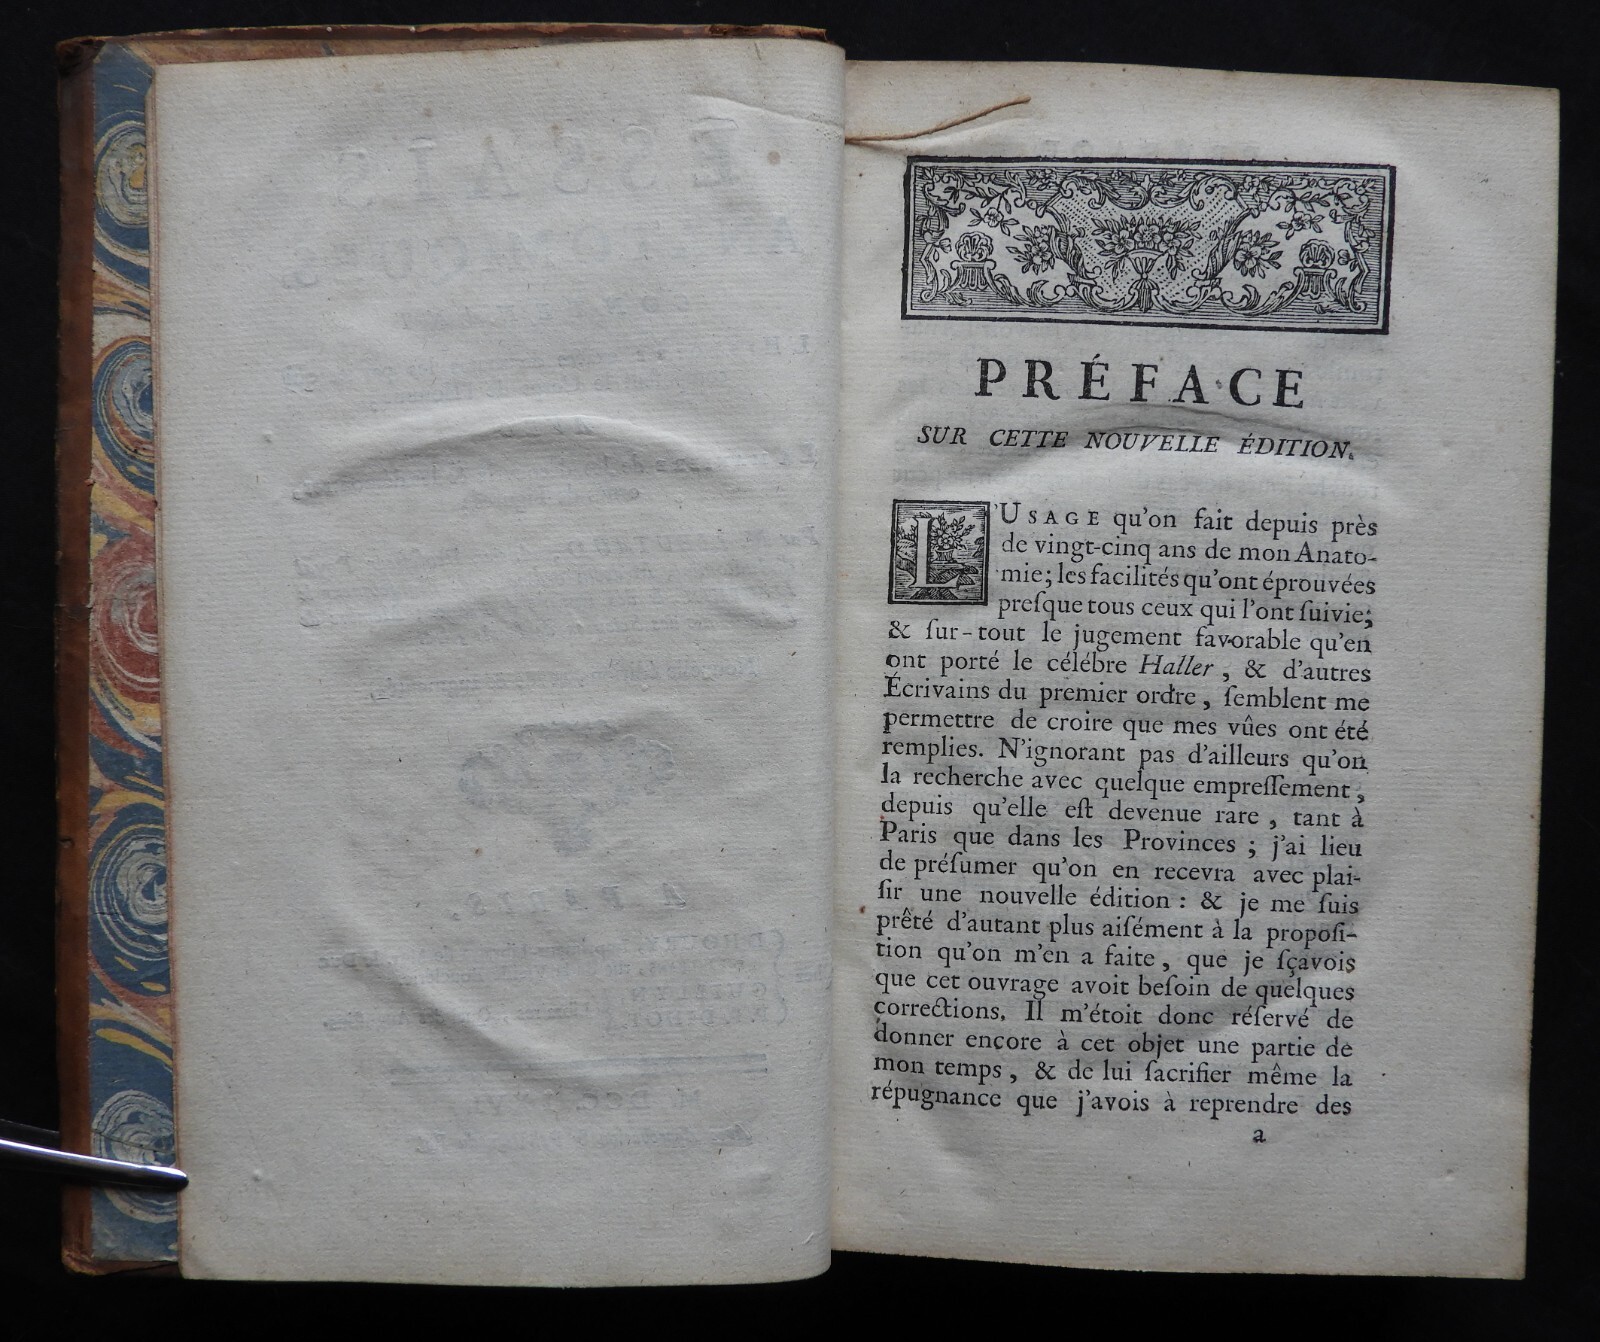 PRÉFACE
SUR CETTE NOUVELLE ÉDITION.
L'USAGE qu'on fait depuis près
de vingt-cinq ans de mon Anato-
mie; les facilités qu'ont éprouvées
preſque tous ceux qui l'ont ſuivie;
& ſur-tout le jugement favorable qu'en
ont porté le célébre Haller, & d'autres
Écrivains du premier ordre, ſemblent me
permettre de croire que mes vûes ont été
remplies. N'ignorant pas d'ailleurs qu'on
la recherche avec quelque empreſſement,
depuis qu'elle eſt devenue rare, tant à
Paris que dans les Provinces; j'ai lieu
de préſumer qu'on en recevra avec plai-
ſir une nouvelle édition: & je me ſuis
prêté d'autant plus aiſément à la propoſi-
tion qu'on m'en a faite, que je ſçavois
que cet ouvrage avoit beſoin de quelques
corrections. Il m'étoit donc réſervé de
donner encore à cet objet une partie de
mon temps, & de lui ſacrifier même la
répugnance que j'avois à reprendre des
a